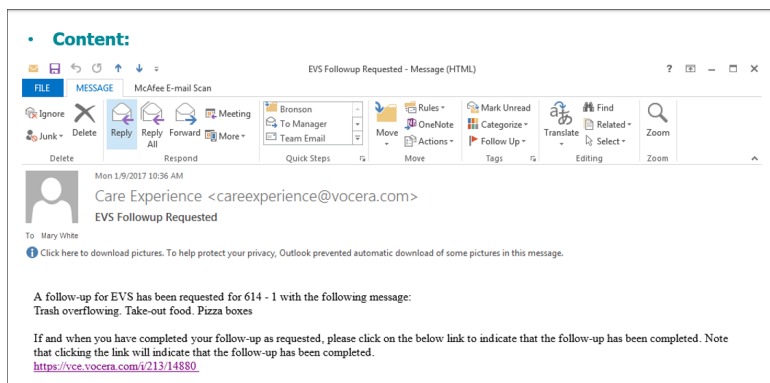 • Content:
EVS Followup Requested - Message (HTML)
FILE MESSAGE McAfee E-mail Scan
Ignore
Junk
Delete
Reply
Reply All
Forward
Meeting
More
Bronson
To Manager
Team Email
Move
Rules
OneNote
Actions
Mark Unread
Categorize
Follow Up
Translate
Find
Related
Select
Zoom
Delete Respond Quick Steps Move Tags Editing Zoom
Mon 1/9/2017 10:36 AM
Care Experience <careexperience@vocera.com>
EVS Followup Requested
To Mary White
Click here to download pictures. To help protect your privacy, Outlook prevented automatic download of some pictures in this message.
A follow-up for EVS has been requested for 614 - 1 with the following message:
Trash overflowing. Take-out food. Pizza boxes
If and when you have completed your follow-up as requested, please click on the below link to indicate that the follow-up has been completed. Note
that clicking the link will indicate that the follow-up has been completed.
https://vce.vocera.com/i/213/14880